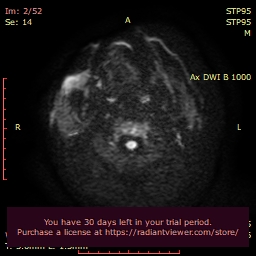 Im: 2/52
Se: 14
STP95
STP95
M
A
Ax DWI B 1000
R
L
You have 30 days left in your trial period.
Purchase a license at https://radiantviewer.com/store/